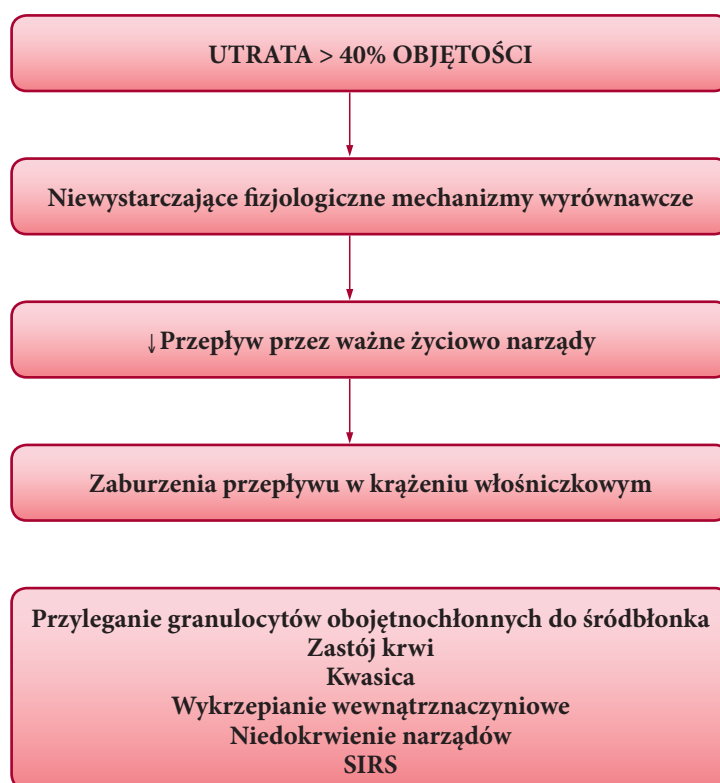 UTRATA > 40% OBJĘTOŚCI
Niewystarczające fizjologiczne mechanizmy wyrównawcze
↓Przepływ przez ważne życiowo narządy
Zaburzenia przepływu w krążeniu włośniczkowym
Przyleganie granulocytów obojętnochłonnych do śródbłonka
Zastój krwi
Kwasica
Wykrzepianie wewnątrznaczyniowe
Niedokrwienie narządów
SIRS